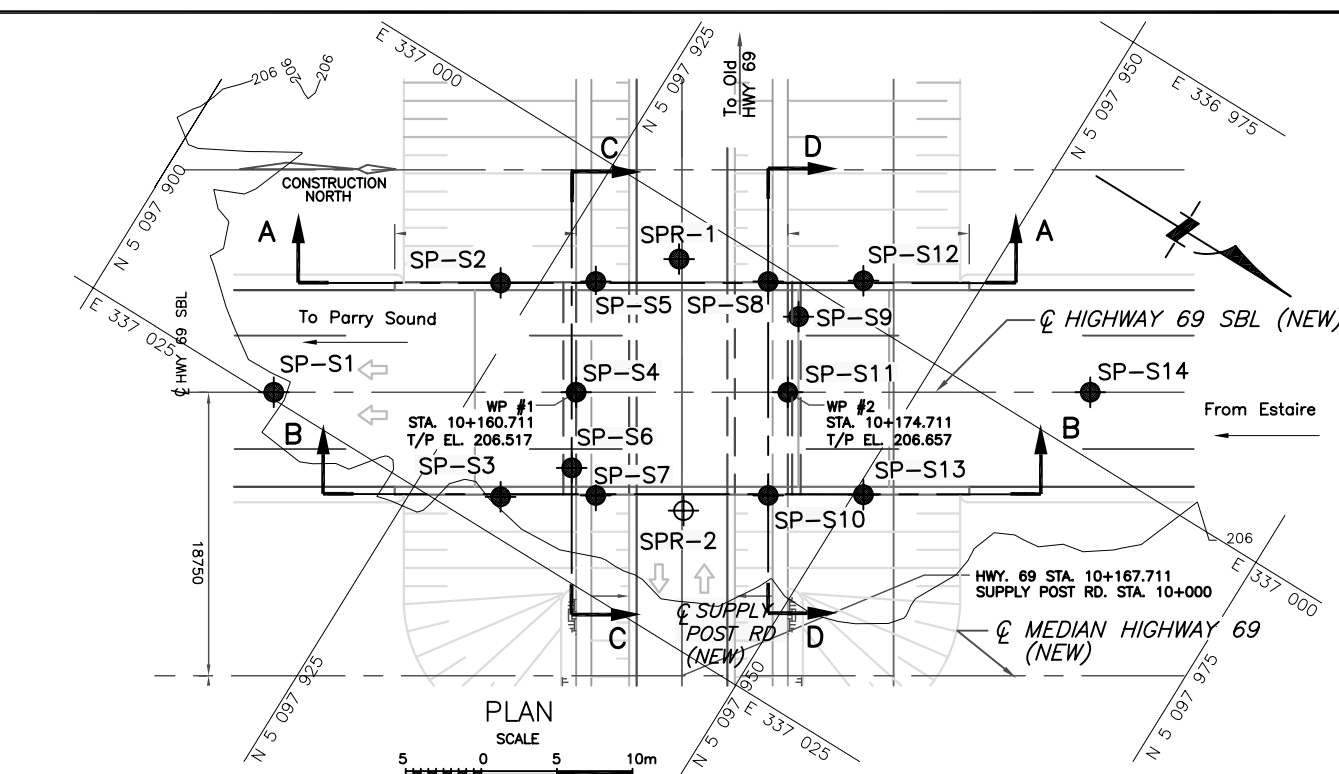 E 337 000
N 5 097 925
To Old
HWY 69
N 5 097 950
E 336 975
206
206
206
N 5 097 900
CONSTRUCTION
NORTH
C
D
A
A
SP-S2
SPR-1
SP-S12
SP-S5
SP-S8
SP-S9
℄ HIGHWAY 69 SBL (NEW)
E 337 025
℄ HWY 69 SBL
To Parry Sound
SP-S1
SP-S4
SP-S11
SP-S14
WP #1
STA. 10+160.711
T/P EL. 206.517
WP #2
STA. 10+174.711
T/P EL. 206.657
From Estaire
B
B
SP-S6
SP-S3
SP-S7
SP-S13
SP-S10
SPR-2
18750
206
E 337 000
HWY. 69 STA. 10+167.711
SUPPLY POST RD. STA. 10+000
℄ SUPPLY
POST RD
(NEW)
C
D
℄ MEDIAN HIGHWAY 69
(NEW)
N 5 097 925
N 5 097 950
E 337 025
N 5 097 975
PLAN
SCALE
5 0 5 10m